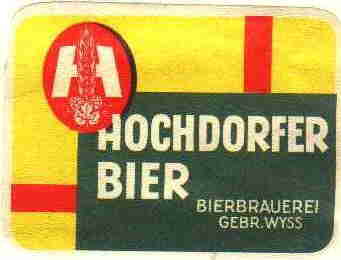 H
HOCHDORFER
BIER
BIERBRAUEREI
GEBR. WYSS